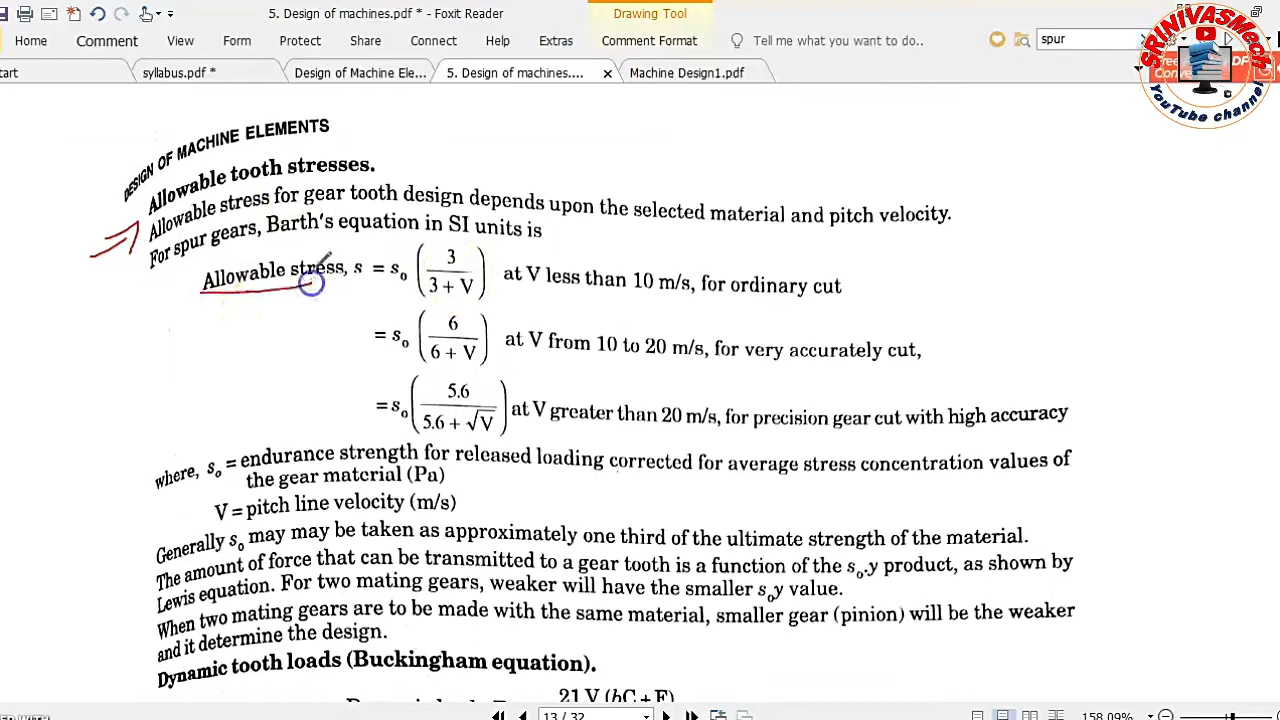 5. Design of machines.pdf * - Foxit Reader
Drawing Tool
Home Comment View Form Protect Share Connect Help Extras Comment Format Tell me what you want to do.. spur
tart syllabus.pdf * Design of Machine Ele... 5. Design of machines.... × Machine Design1.pdf
SRINIVASMech
YouTube channel
©
DESIGN OF MACHINE ELEMENTS
Allowable tooth stresses.
Allowable stress for gear tooth design depends upon the selected material and pitch velocity.
For spur gears, Barth's equation in SI units is
Allowable stress, s = s₀ (3 / (3 + V)) at V less than 10 m/s, for ordinary cut
= s₀ (6 / (6 + V)) at V from 10 to 20 m/s, for very accurately cut,
= s₀ (5.6 / (5.6 + √V)) at V greater than 20 m/s, for precision gear cut with high accuracy
where, s₀ = endurance strength for released loading corrected for average stress concentration values of
the gear material (Pa)
V = pitch line velocity (m/s)
Generally s₀ may may be taken as approximately one third of the ultimate strength of the material.
The amount of force that can be transmitted to a gear tooth is a function of the s₀.y product, as shown by
Lewis equation. For two mating gears, weaker will have the smaller s₀y value.
When two mating gears are to be made with the same material, smaller gear (pinion) will be the weaker
and it determine the design.
Dynamic tooth loads (Buckingham equation).
21 V (bC + F)
13 / 32 158.09%